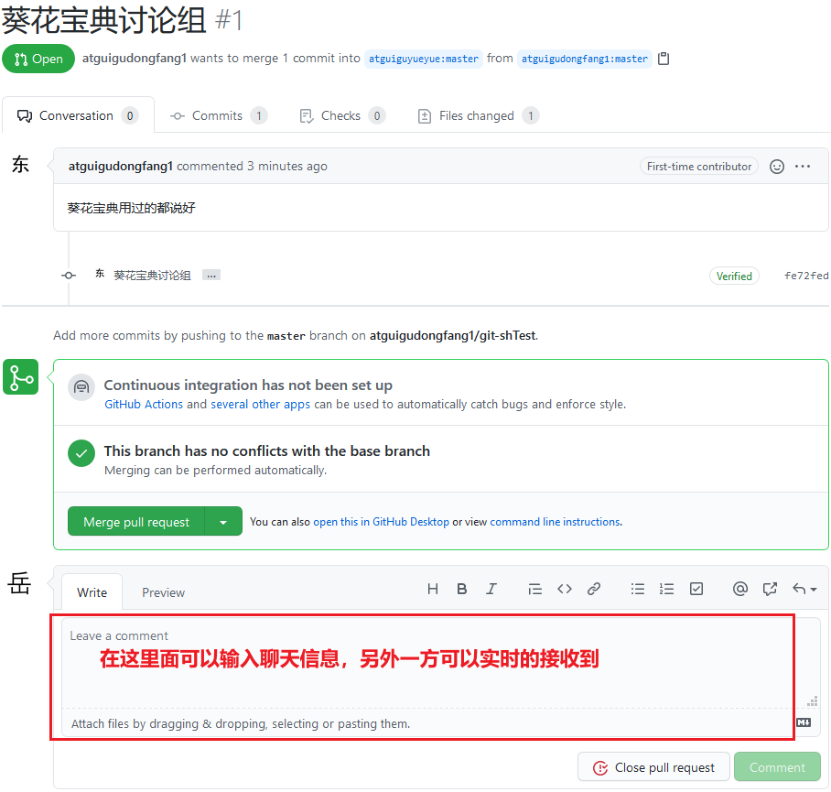 葵花宝典讨论组 #1
Open atguigudongfang1 wants to merge 1 commit into atguiguyueyue:master from atguigudongfang1:master
Conversation 0 Commits 1 Checks 0 Files changed 1
东 atguigudongfang1 commented 3 minutes ago First-time contributor
葵花宝典用过的都说好
东 葵花宝典讨论组 ... Verified fe72fed
Add more commits by pushing to the master branch on atguigudongfang1/git-shTest.
Continuous integration has not been set up
GitHub Actions and several other apps can be used to automatically catch bugs and enforce style.
This branch has no conflicts with the base branch
Merging can be performed automatically.
Merge pull request You can also open this in GitHub Desktop or view command line instructions.
岳 Write Preview
Leave a comment
在这里面可以输入聊天信息，另外一方可以实时的接收到
Attach files by dragging & dropping, selecting or pasting them.
Close pull request Comment